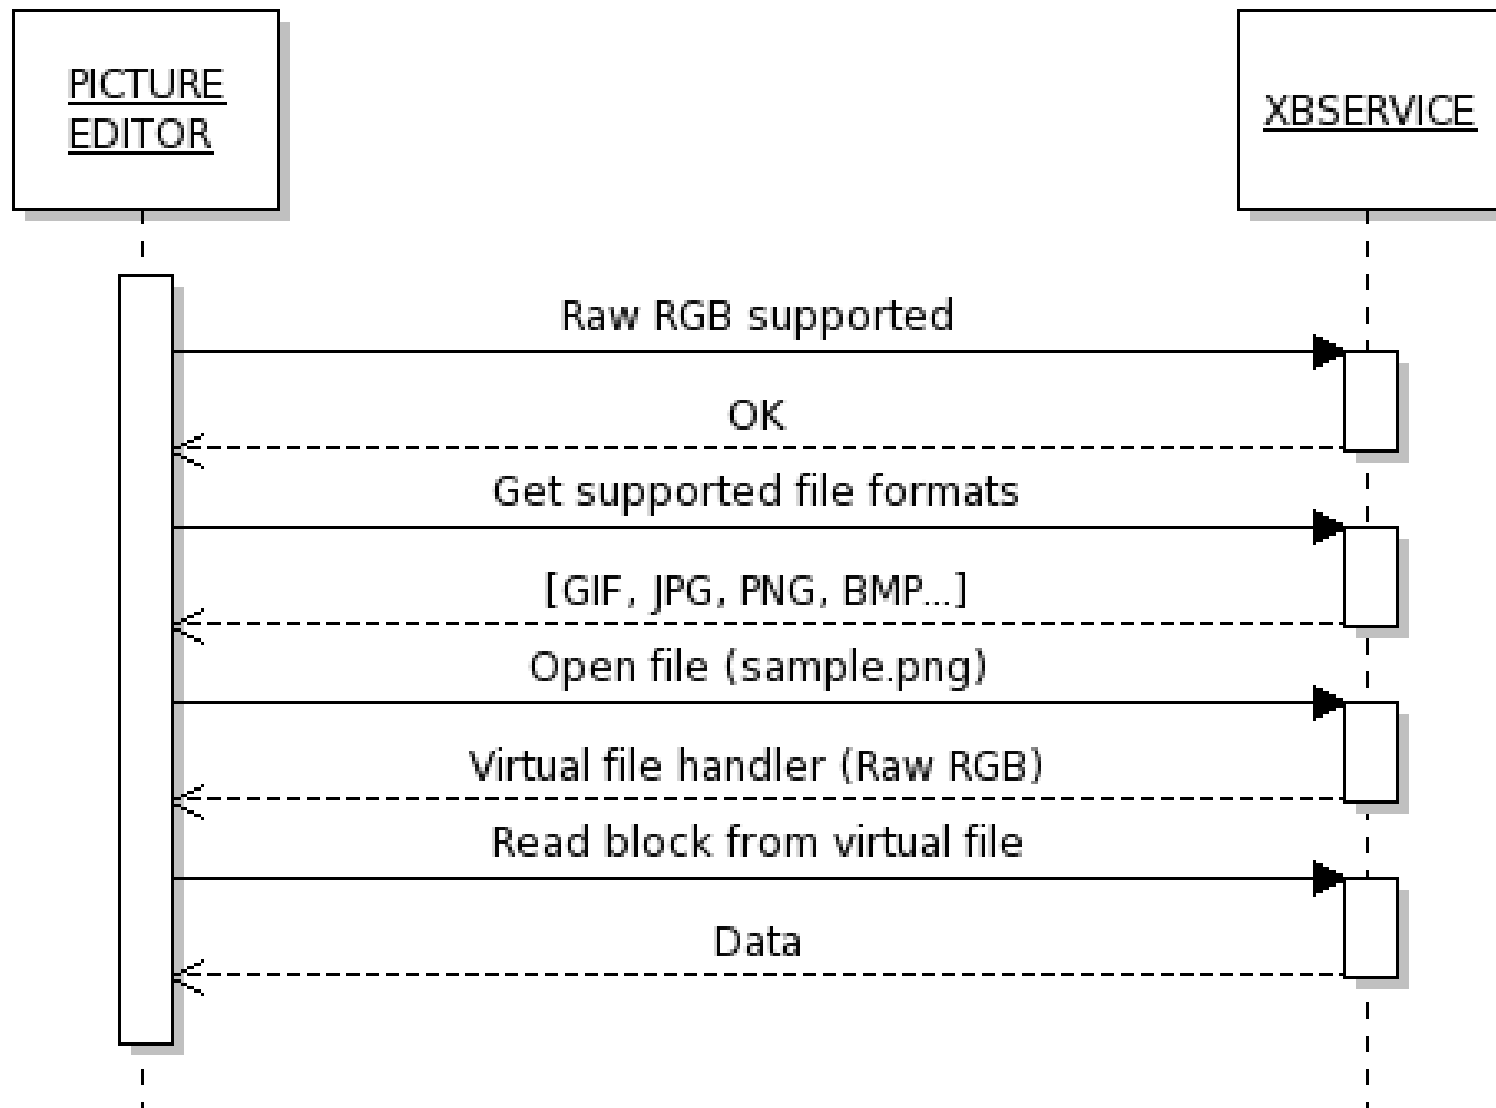 PICTURE
EDITOR
XBSERVICE
Raw RGB supported
OK
Get supported file formats
[GIF, JPG, PNG, BMP...]
Open file (sample.png)
Virtual file handler (Raw RGB)
Read block from virtual file
Data